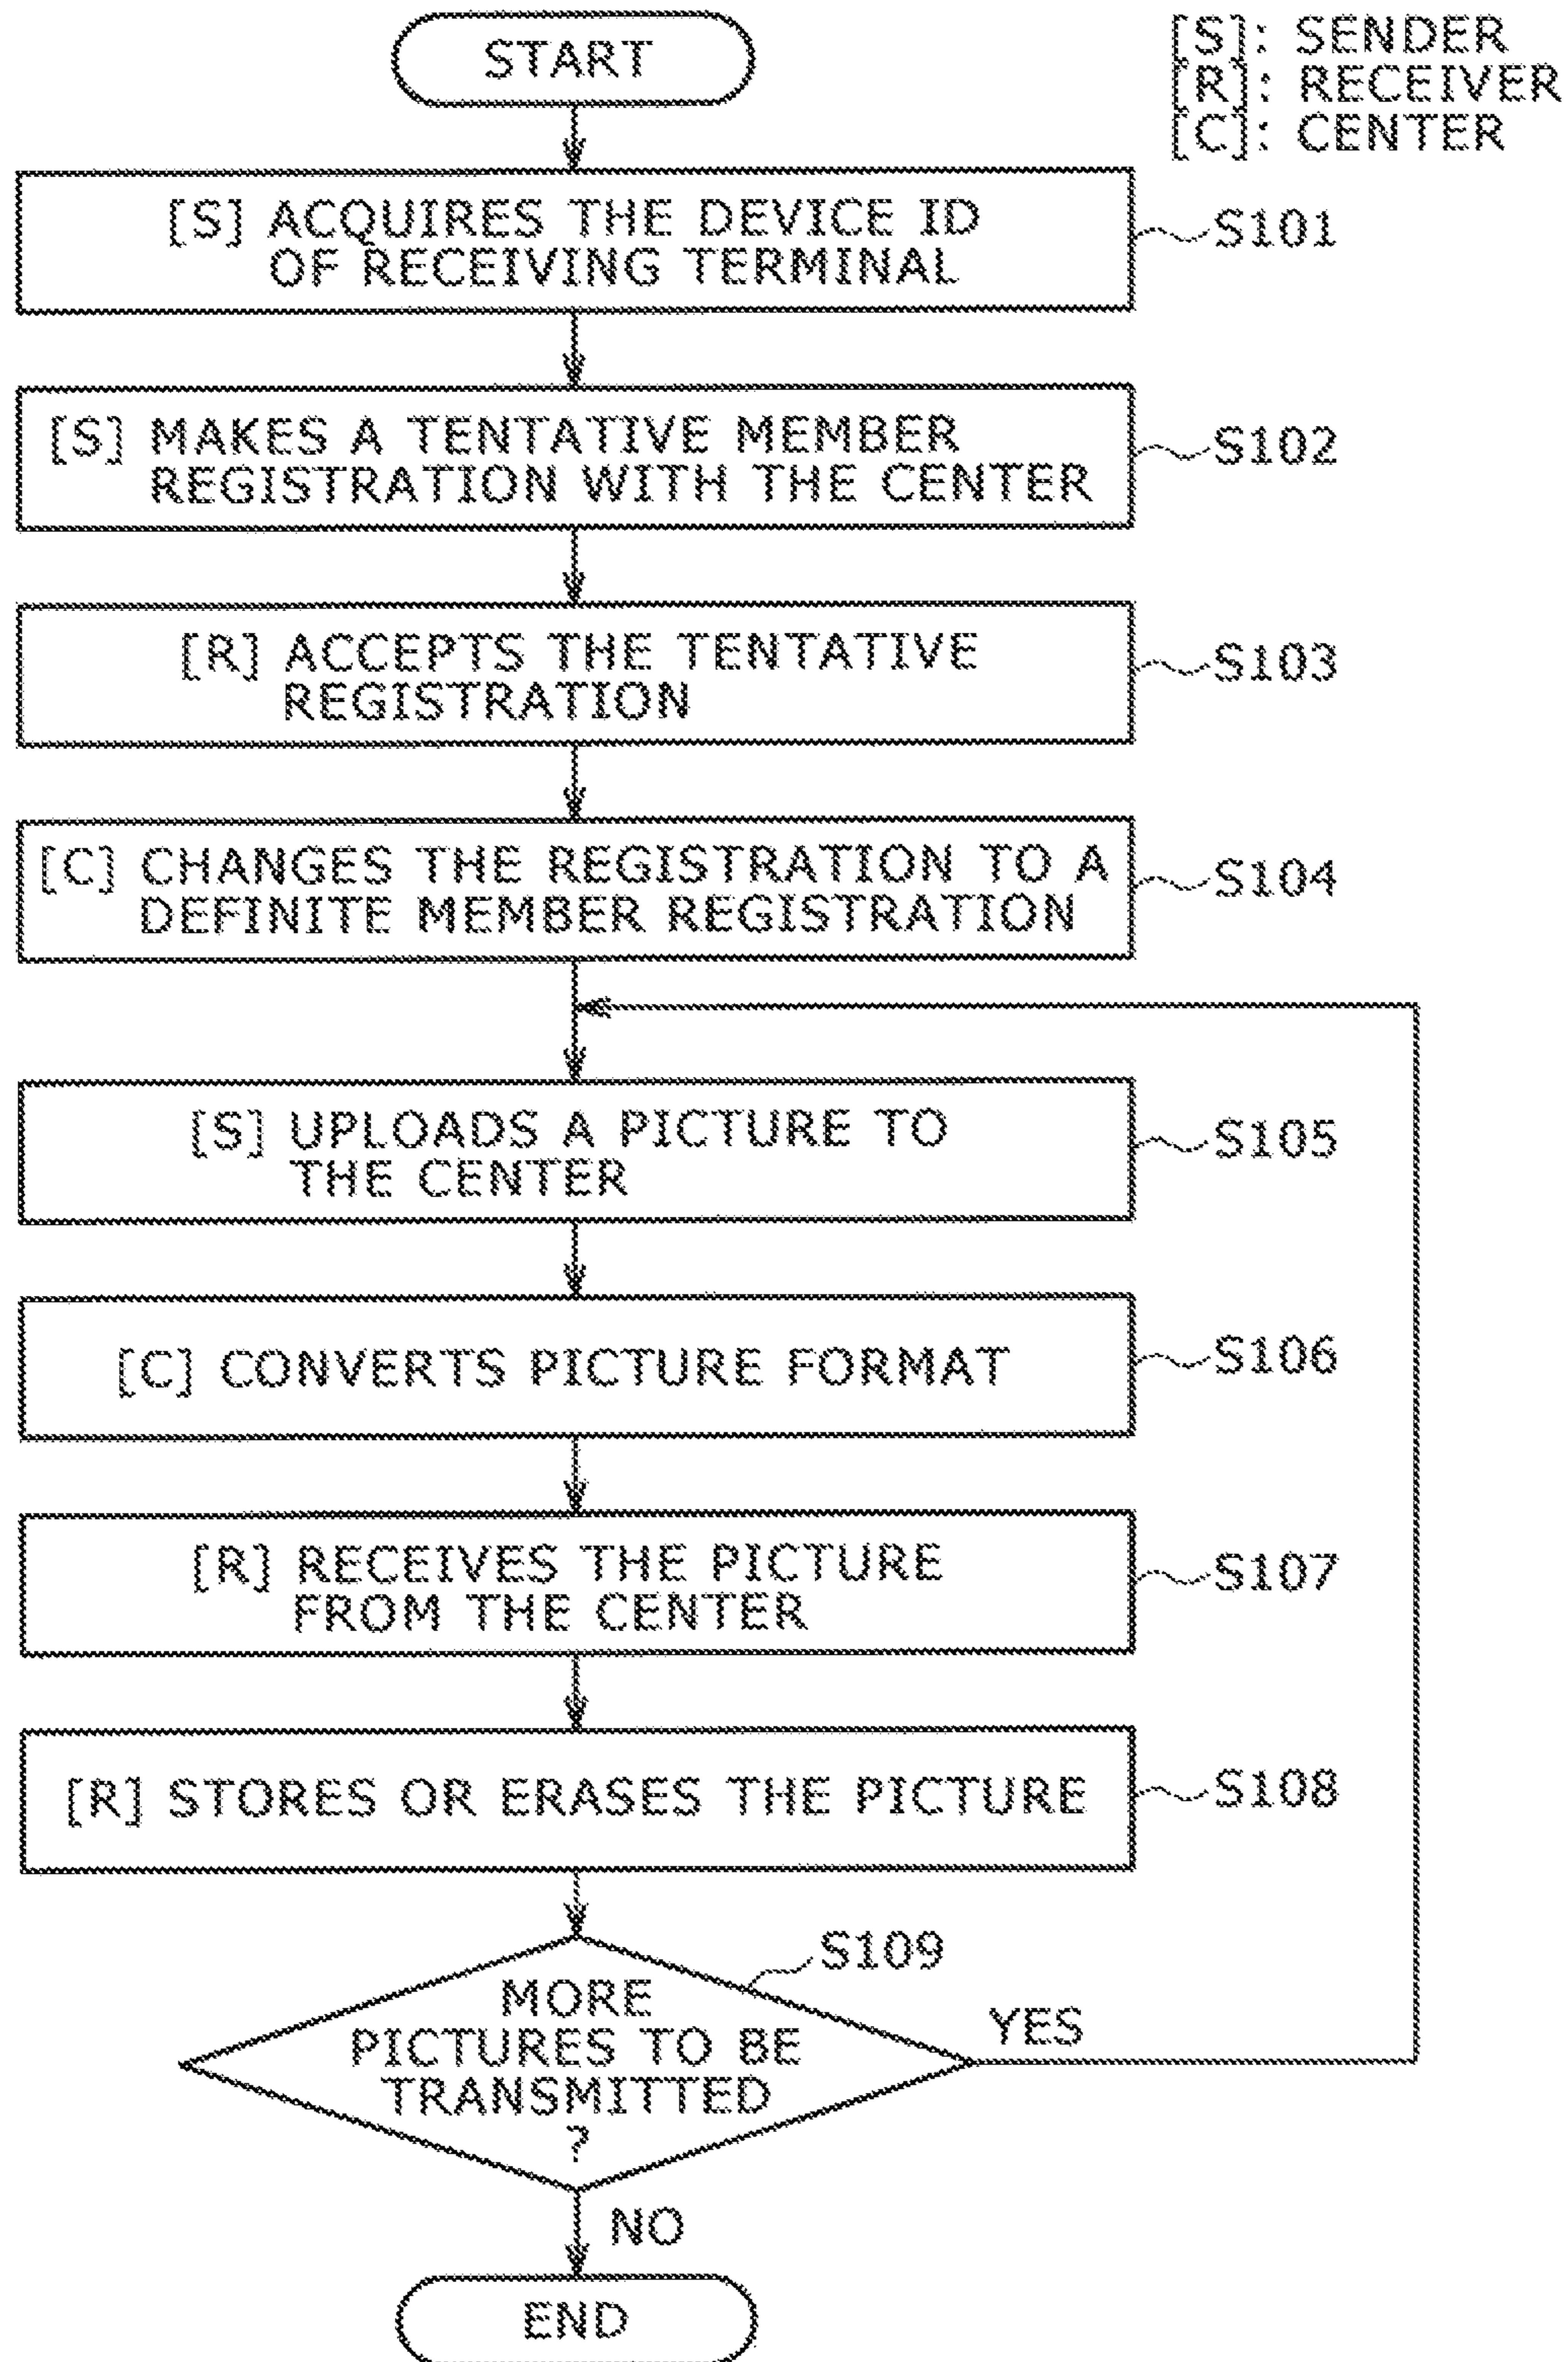 START
[S]: SENDER
[R]: RECEIVER
[C]: CENTER
[S] ACQUIRES THE DEVICE ID
OF RECEIVING TERMINAL
S101
[S] MAKES A TENTATIVE MEMBER
REGISTRATION WITH THE CENTER
S102
[R] ACCEPTS THE TENTATIVE
REGISTRATION
S103
[C] CHANGES THE REGISTRATION TO A
DEFINITE MEMBER REGISTRATION
S104
[S] UPLOADS A PICTURE TO
THE CENTER
S105
[C] CONVERTS PICTURE FORMAT
S106
[R] RECEIVES THE PICTURE
FROM THE CENTER
S107
[R] STORES OR ERASES THE PICTURE
S108
S109
MORE
PICTURES TO BE
TRANSMITTED
?
YES
NO
END